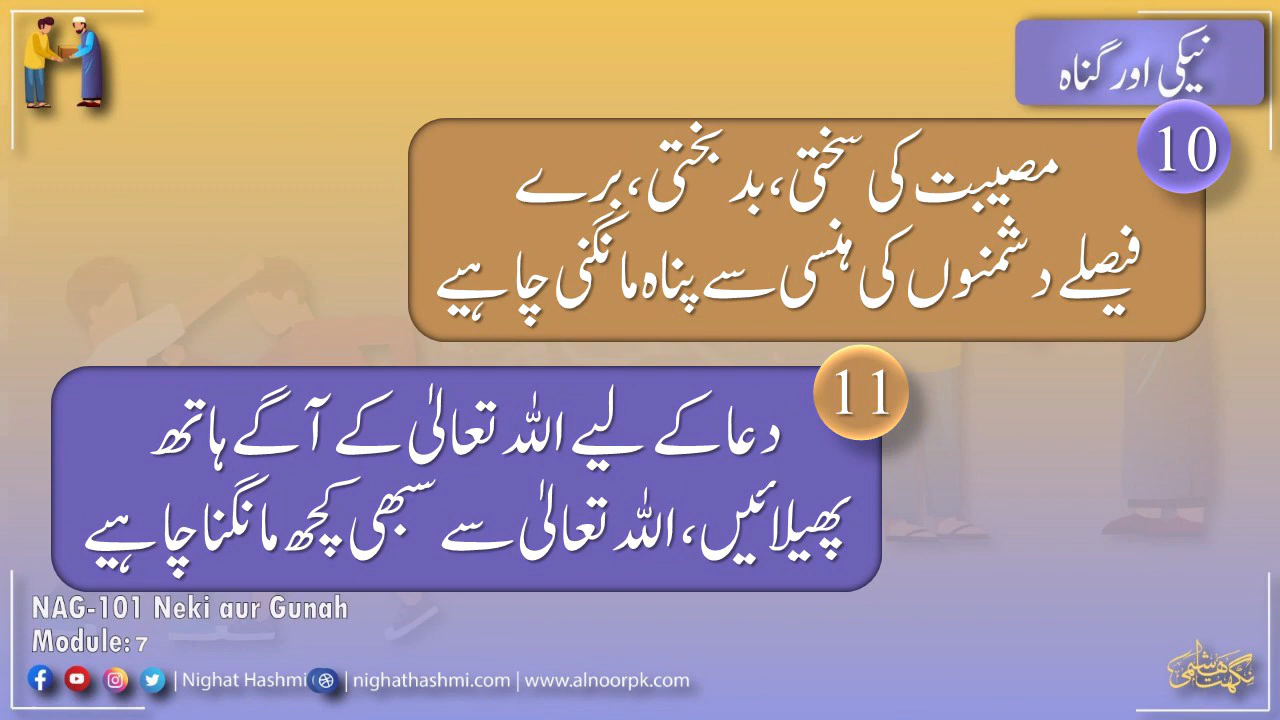 نیکی اور گناہ
10
مصیبت کی سختی، بد بختی، برے
فیصلے دشمنوں کی ہنسی سے پناہ مانگنی چاہیے
11
دعا کے لیے اللہ تعالیٰ کے آگے ہاتھ
پھیلائیں، اللہ تعالیٰ سے سبھی کچھ مانگنا چاہیے
NAG-101 Neki aur Gunah
Module: 7
| Nighat Hashmi | nighathashmi.com | www.alnoorpk.com
نگہت ہاشمی